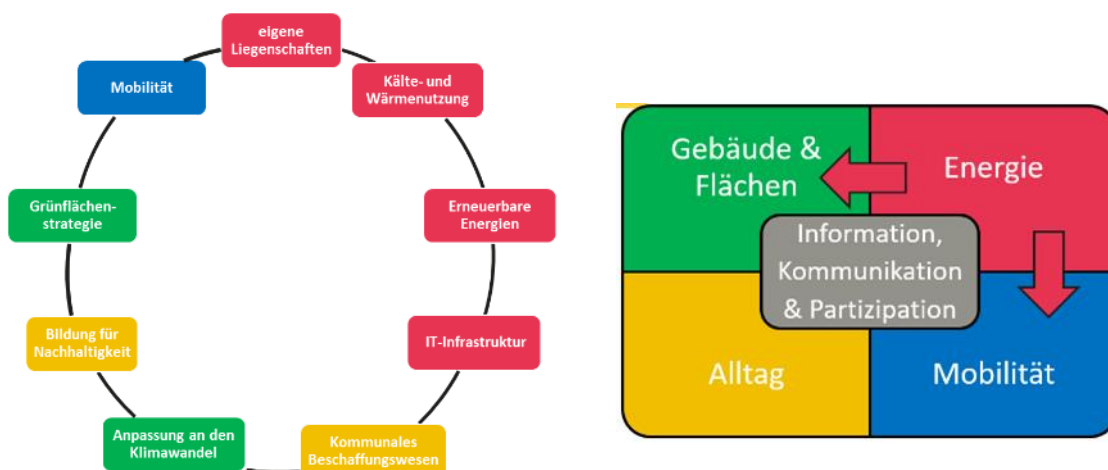 eigene
Liegenschaften
Kälte- und
Wärmenutzung
Erneuerbare
Energien
IT-Infrastruktur
Kommunales
Beschaffungswesen
Anpassung an den
Klimawandel
Bildung für
Nachhaltigkeit
Grünflächen-
strategie
Mobilität
Gebäude &
Flächen
Energie
Information,
Kommunikation
& Partizipation
Alltag
Mobilität